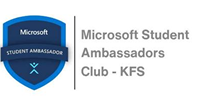 Microsoft
STUDENT AMBASSADOR
Microsoft Student
Ambassadors
Club - KFS